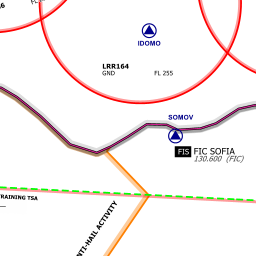 IDOMO
LRR164
GND FL 255
SOMOV
FIS FIC SOFIA
130.600 (FIC)
TRAINING TSA
ANTI-HAIL ACTIVITY